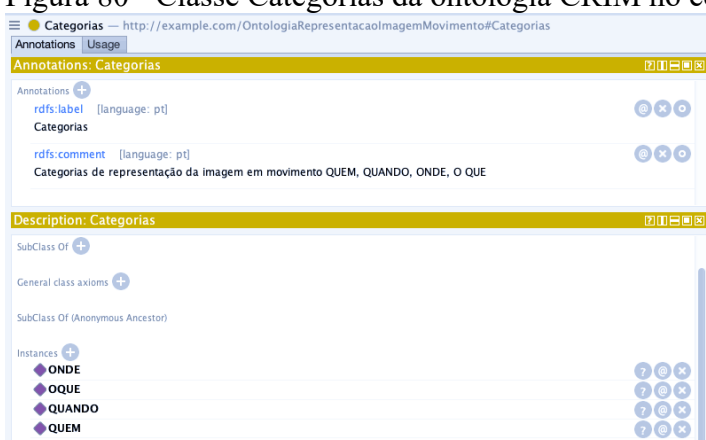 Figura 80 - Classe Categorias da ontologia CRIM no
Categorias — http://example.com/OntologiaRepresentacaoImagemMovimento#Categorias
Annotations Usage
Annotations: Categorias
Annotations
rdfs:label [language: pt]
Categorias
rdfs:comment [language: pt]
Categorias de representação da imagem em movimento QUEM, QUANDO, ONDE, O QUE
Description: Categorias
SubClass Of
General class axioms
SubClass Of (Anonymous Ancestor)
Instances
ONDE
OQUE
QUANDO
QUEM